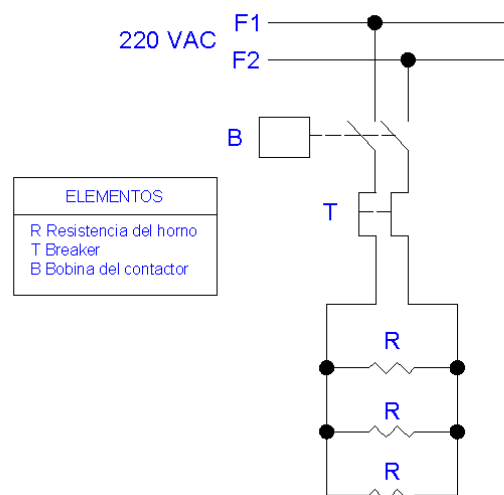 F1
220 VAC
F2
B
ELEMENTOS
R Resistencia del horno
T Breaker
B Bobina del contactor
T
R
R
R